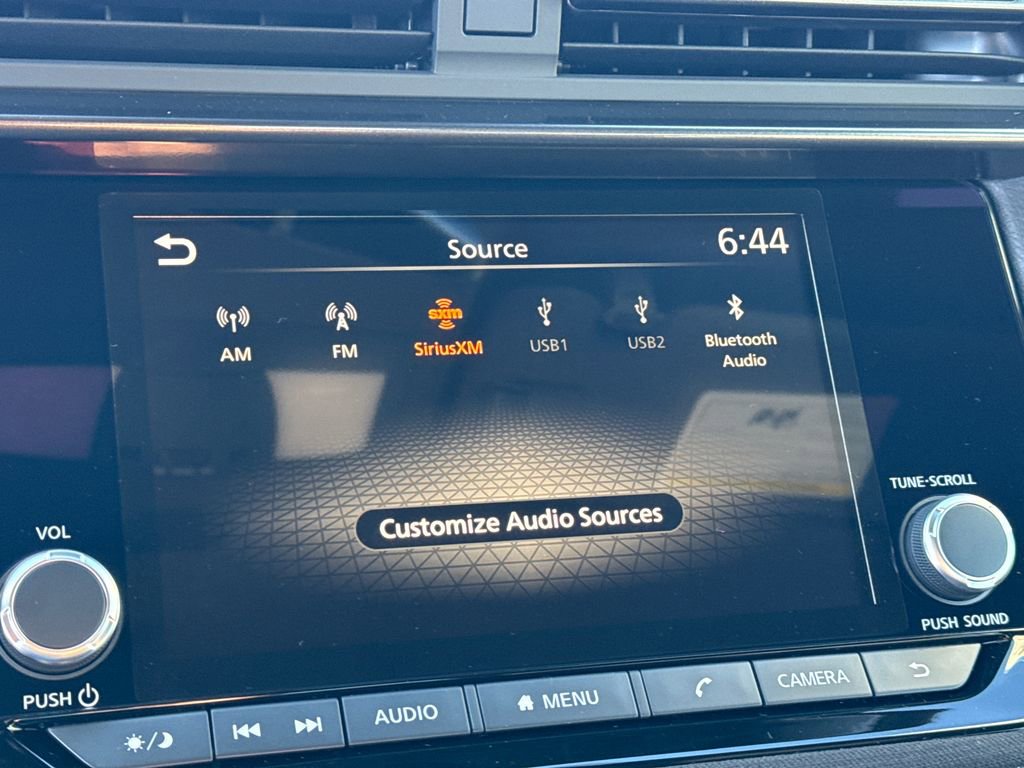 Source
6:44
AM
FM
sxm
SiriusXM
USB1
USB2
Bluetooth
Audio
Customize Audio Sources
VOL
PUSH
TUNE·SCROLL
PUSH SOUND
AUDIO
MENU
CAMERA